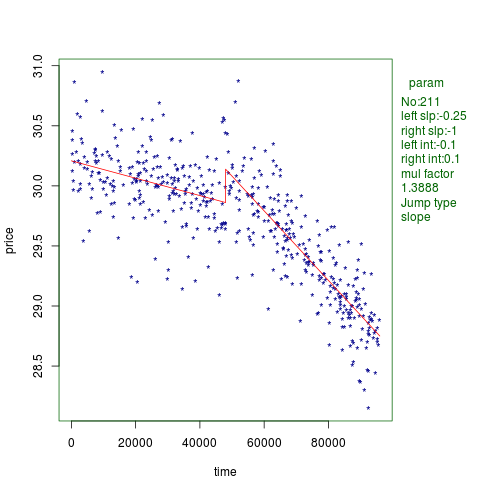 param
No:211
left slp:-0.25
right slp:-1
left int:-0.1
right int:0.1
mul factor
1.3888
Jump type
slope
price
31.0
30.5
30.0
29.5
29.0
28.5
0 20000 40000 60000 80000
time